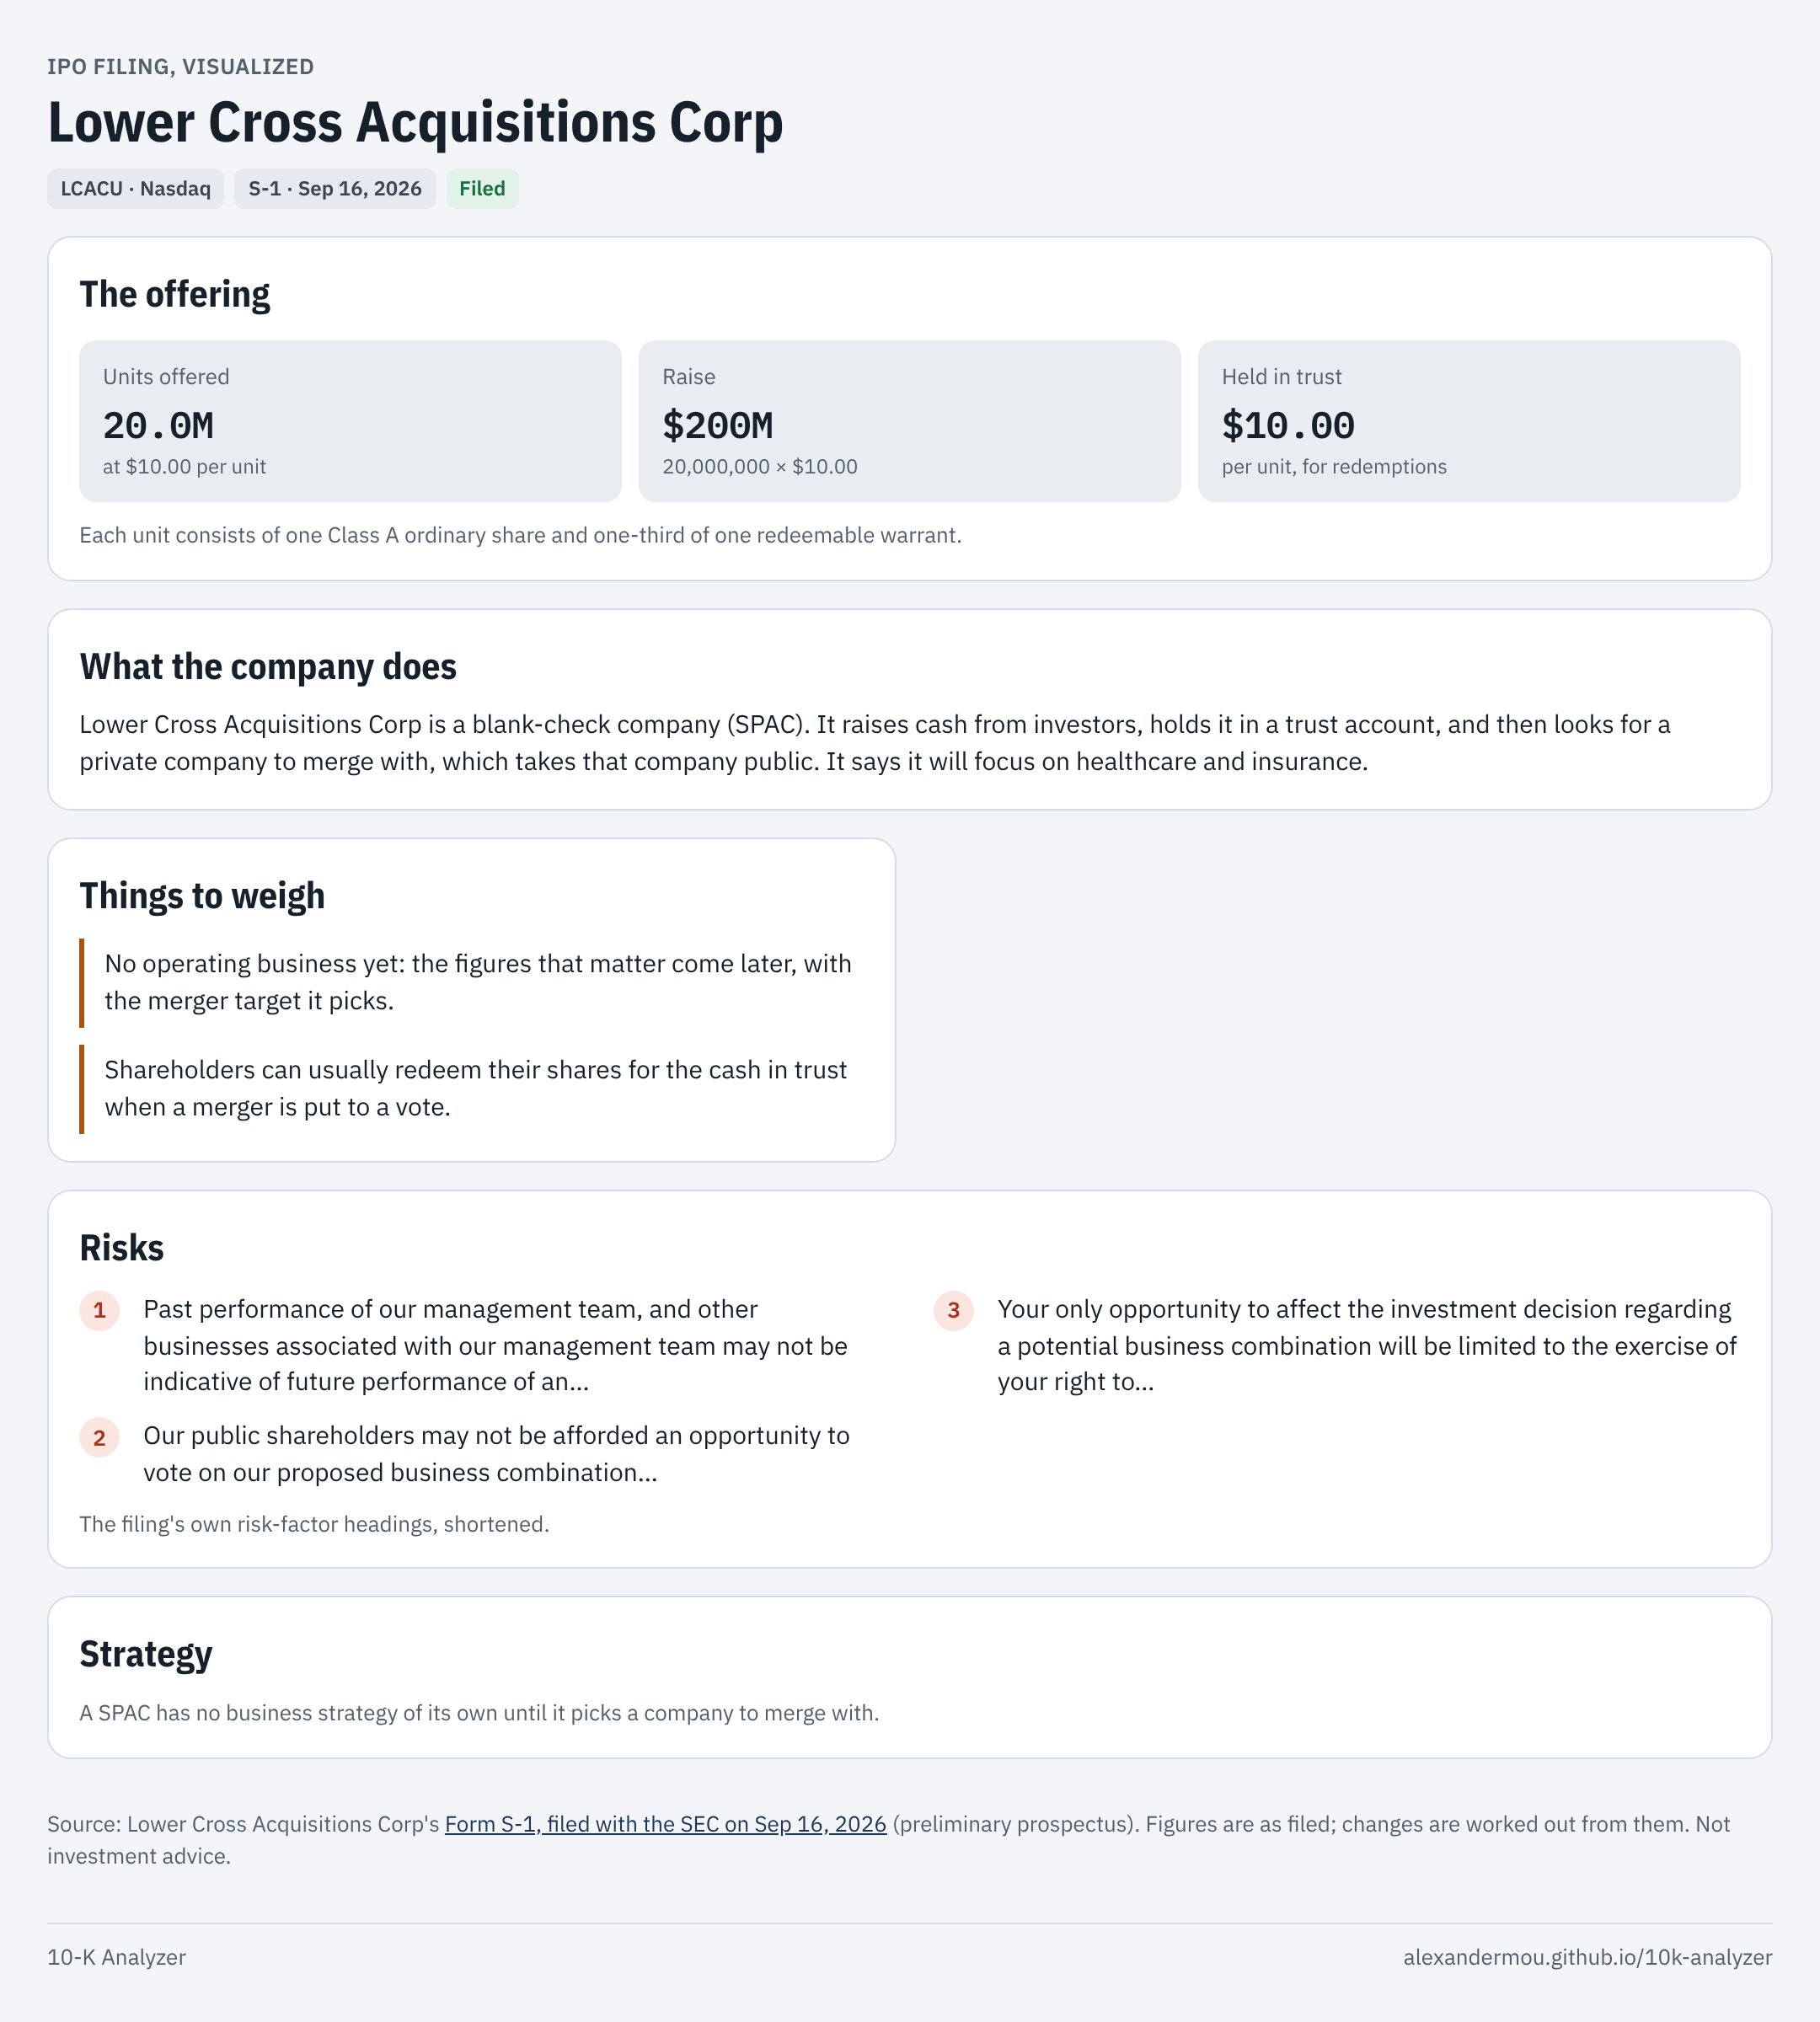 IPO FILING, VISUALIZED
Lower Cross Acquisitions Corp
LCACU · Nasdaq
S-1 · Sep 16, 2026
Filed
The offering
Units offered
20.0M
at $10.00 per unit
Raise
$200M
20,000,000 × $10.00
Held in trust
$10.00
per unit, for redemptions
Each unit consists of one Class A ordinary share and one-third of one redeemable warrant.
What the company does
Lower Cross Acquisitions Corp is a blank-check company (SPAC). It raises cash from investors, holds it in a trust account, and then looks for a
private company to merge with, which takes that company public. It says it will focus on healthcare and insurance.
Things to weigh
No operating business yet: the figures that matter come later, with
the merger target it picks.
Shareholders can usually redeem their shares for the cash in trust
when a merger is put to a vote.
Risks
1
Past performance of our management team, and other
businesses associated with our management team may not be
indicative of future performance of an...
2
Our public shareholders may not be afforded an opportunity to
vote on our proposed business combination...
3
Your only opportunity to affect the investment decision regarding
a potential business combination will be limited to the exercise of
your right to...
The filing's own risk-factor headings, shortened.
Strategy
A SPAC has no business strategy of its own until it picks a company to merge with.
Source: Lower Cross Acquisitions Corp's Form S-1, filed with the SEC on Sep 16, 2026 (preliminary prospectus). Figures are as filed; changes are worked out from them. Not
investment advice.
10-K Analyzer
alexandermou.github.io/10k-analyzer